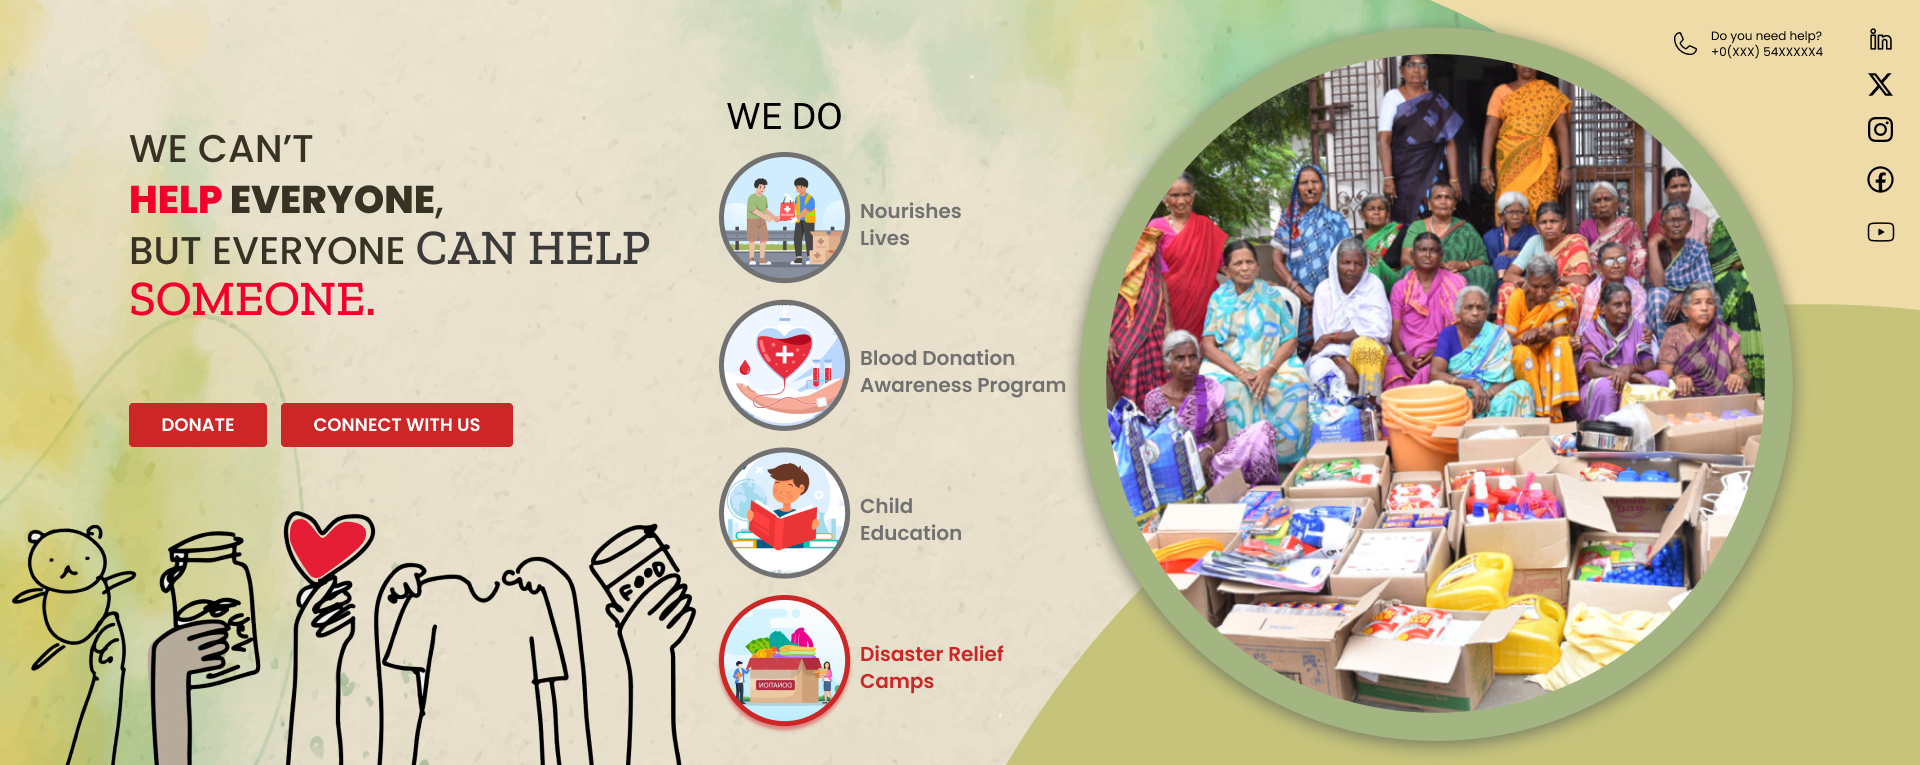 WE CAN'T
HELP EVERYONE,
BUT EVERYONE CAN HELP
SOMEONE.
DONATE
CONNECT WITH US
FOOD
WE DO
Nourishes
Lives
Blood Donation
Awareness Program
Child
Education
DONATION
Disaster Relief
Camps
Do you need help?
+0(XXX) 54XXXXX4